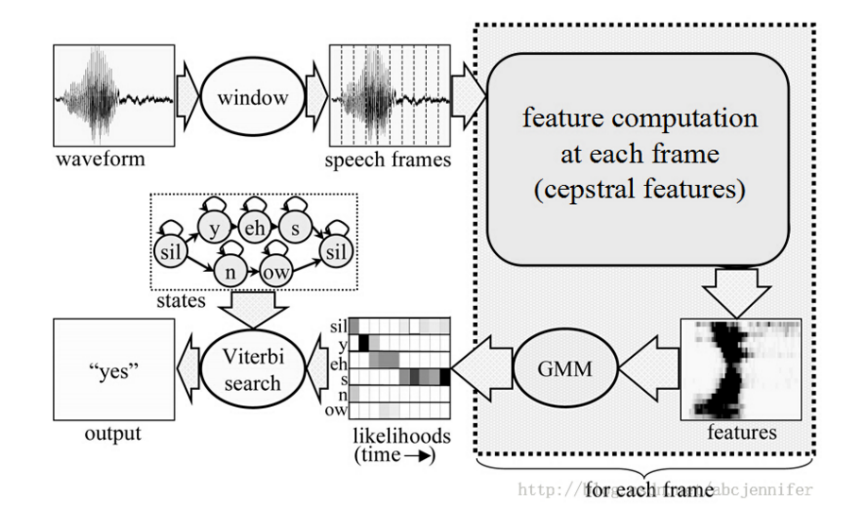 window
waveform
speech frames
feature computation
at each frame
(cepstral features)
y eh s
sil sil
n ow
states
sil
y
eh
s
n
ow
likelihoods
(time →)
Viterbi
search
“yes”
output
GMM
features
for each frame